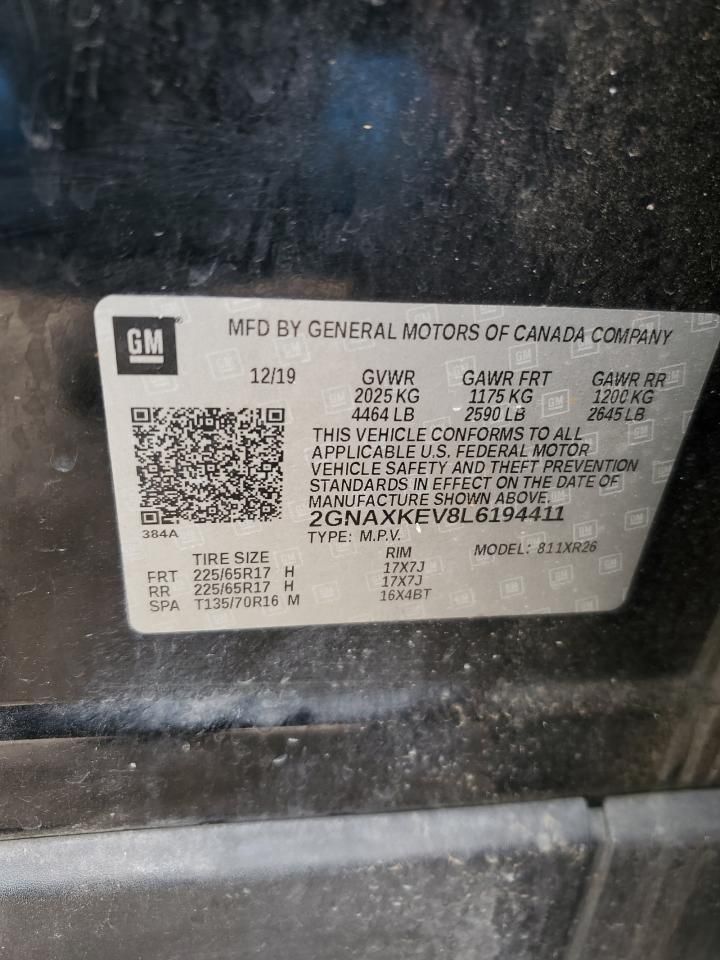 GM
MFD BY GENERAL MOTORS OF CANADA COMPANY
12/19 GVWR GAWR FRT GAWR RR
2025 KG 1175 KG 1200 KG
4464 LB 2590 LB 2645 LB
THIS VEHICLE CONFORMS TO ALL
APPLICABLE U.S. FEDERAL MOTOR
VEHICLE SAFETY AND THEFT PREVENTION
STANDARDS IN EFFECT ON THE DATE OF
MANUFACTURE SHOWN ABOVE.
2GNAXKEV8L6194411
384A
TYPE: M.P.V. MODEL: 811XR26
TIRE SIZE RIM
FRT 225/65R17 H 17X7J
RR 225/65R17 H 17X7J
SPA T135/70R16 M 16X4BT